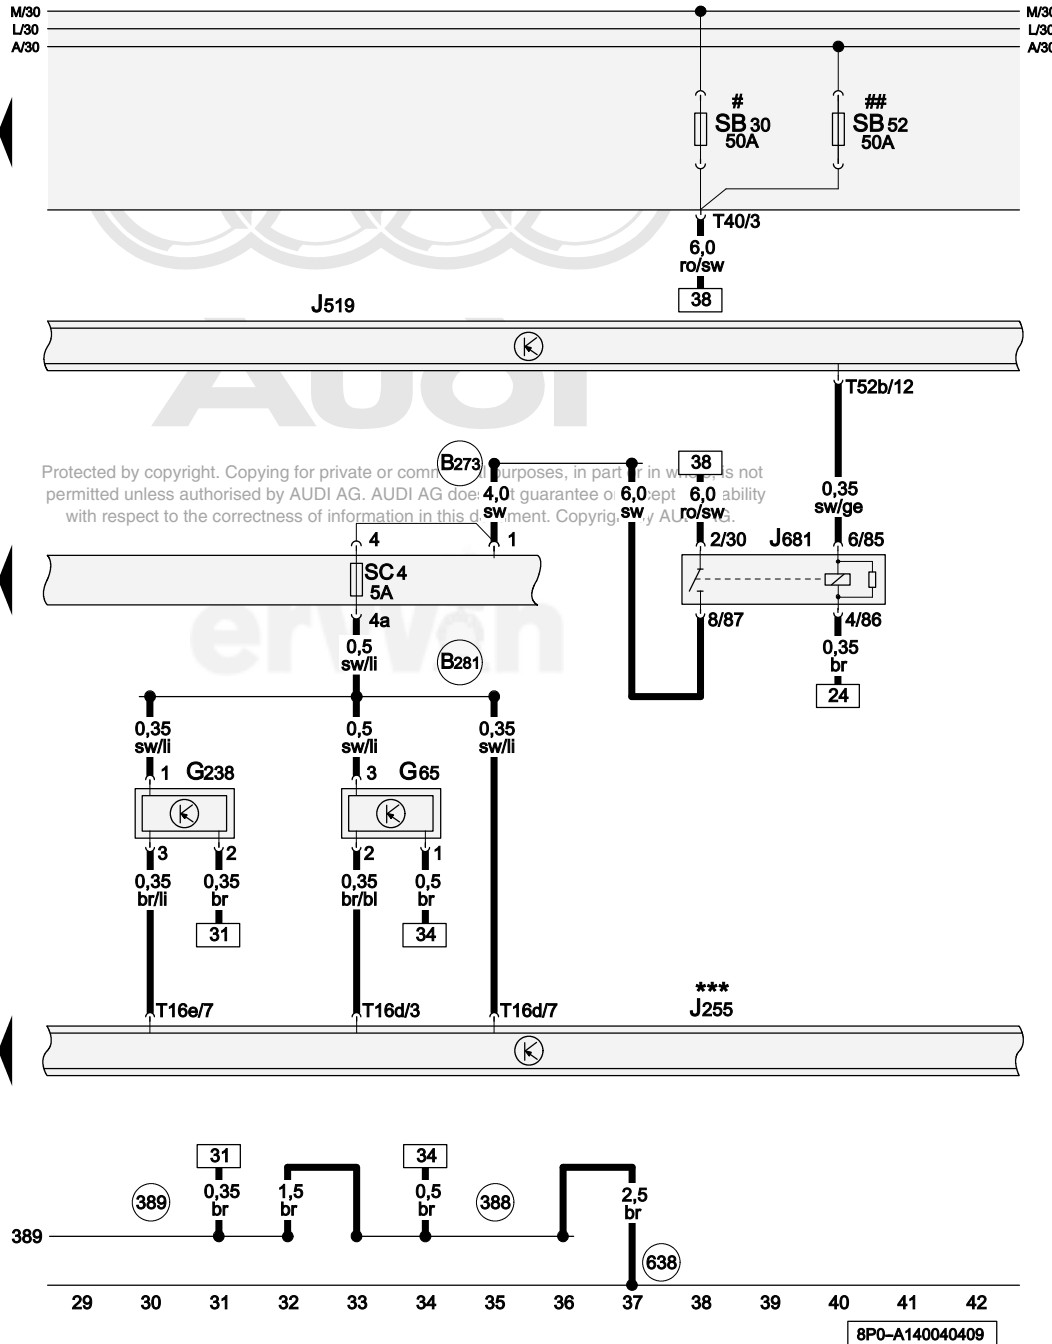 M/30 M/30
L/30 L/30
A/30 A/30
# ##
SB30 SB52
50A 50A
T40/3
6,0
ro/sw
38
J519
Audi
T52b/12
B273 38
Protected by copyright. Copying for private or commercial purposes, in part or in whole, is not
permitted unless authorised by AUDI AG. AUDI AG does not guarantee or accept any liability
with respect to the correctness of information in this document. Copyright by AUDI AG.
4,0 6,0 6,0 0,35
sw sw ro/sw sw/ge
4 1 2/30 J681 6/85
SC4
5A
erWin
4a 8/87 4/86
0,5 0,35
sw/li B281 br
24
0,35 0,5 0,35
sw/li sw/li sw/li
1 G238 3 G65
3 2 2 1
0,35 0,35 0,35 0,5
br/li br br/bl br
31 34
***
T16e/7 T16d/3 T16d/7 J255
31 34
389 0,35 1,5 0,5 388 2,5
br br br br
389
638
29 30 31 32 33 34 35 36 37 38 39 40 41 42
8P0–A140040409